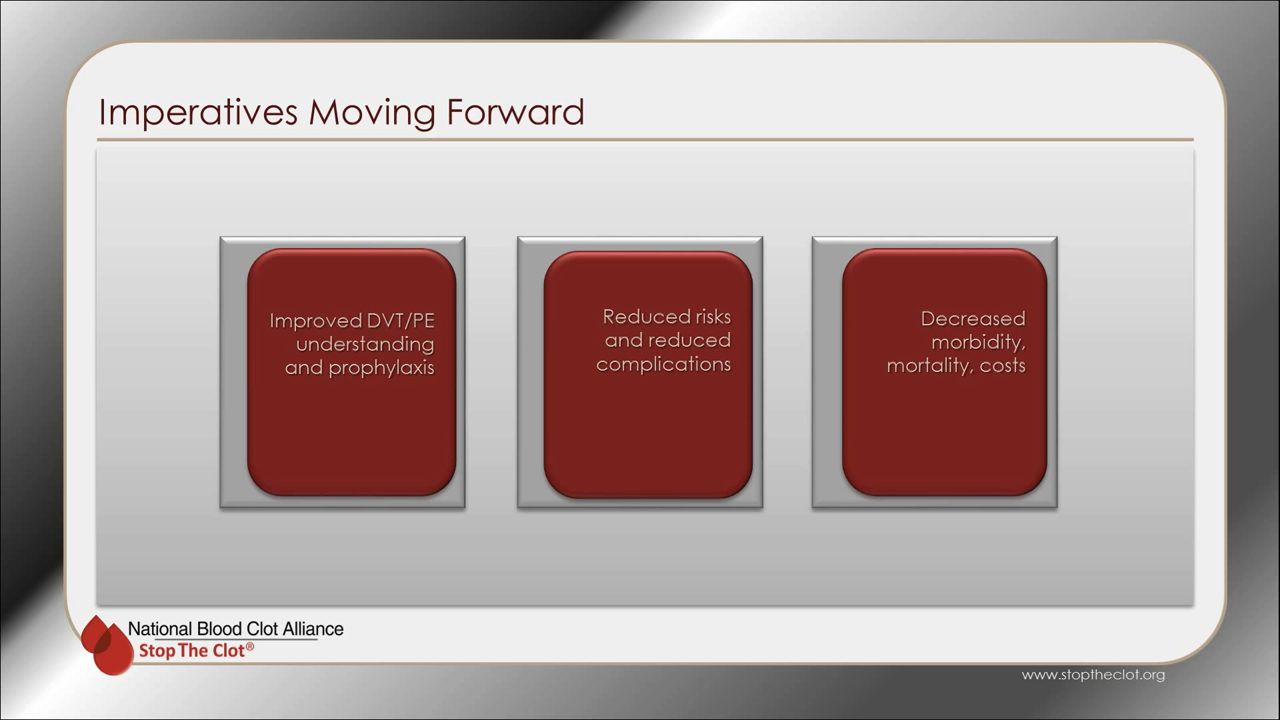 Imperatives Moving Forward
Improved DVT/PE
understanding
and prophylaxis
Reduced risks
and reduced
complications
Decreased
morbidity,
mortality, costs
National Blood Clot Alliance
Stop The Clot®
www.stoptheclot.org